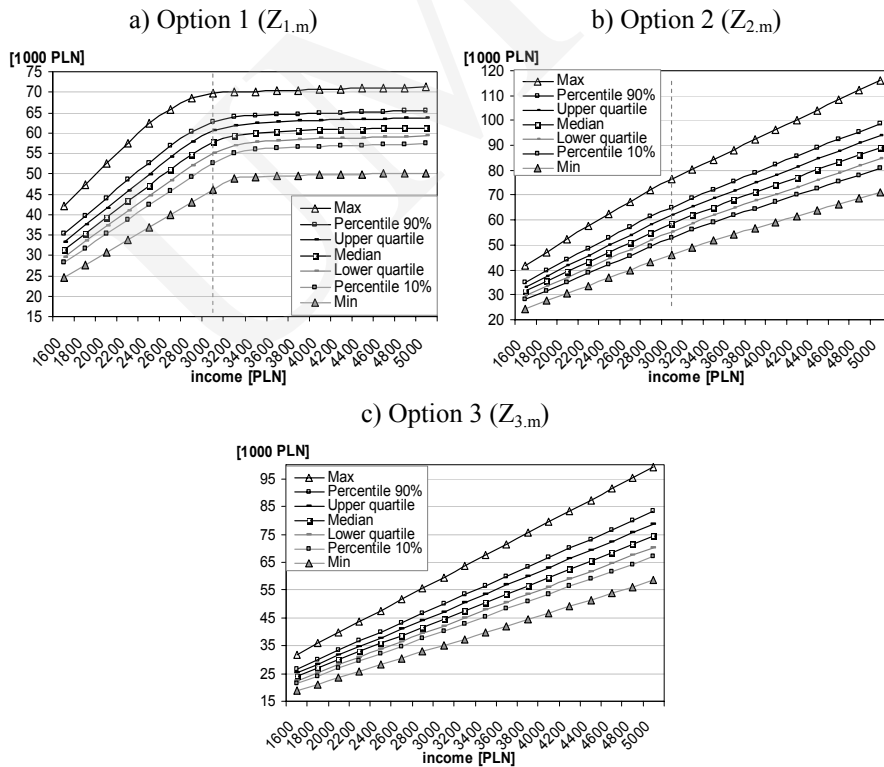 a) Option 1 (Z1.m)
[1000 PLN]
75
70
65
60
55
50
45
40
35
30
25
20
15
Max
Percentile 90%
Upper quartile
Median
Lower quartile
Percentile 10%
Min
1600 1800 2000 2200 2400 2600 2800 3000 3200 3400 3600 3800 4000 4200 4400 4600 4800 5000
income [PLN]
b) Option 2 (Z2.m)
[1000 PLN]
120
110
100
90
80
70
60
50
40
30
20
Max
Percentile 90%
Upper quartile
Median
Lower quartile
Percentile 10%
Min
1600 1800 2000 2200 2400 2600 2800 3000 3200 3400 3600 3800 4000 4200 4400 4600 4800 5000
income [PLN]
c) Option 3 (Z3.m)
[1000 PLN]
95
85
75
65
55
45
35
25
15
Max
Percentile 90%
Upper quartile
Median
Lower quartile
Percentile 10%
Min
1600 1800 2000 2200 2400 2600 2800 3000 3200 3400 3600 3800 4000 4200 4400 4600 4800 5000
income [PLN]